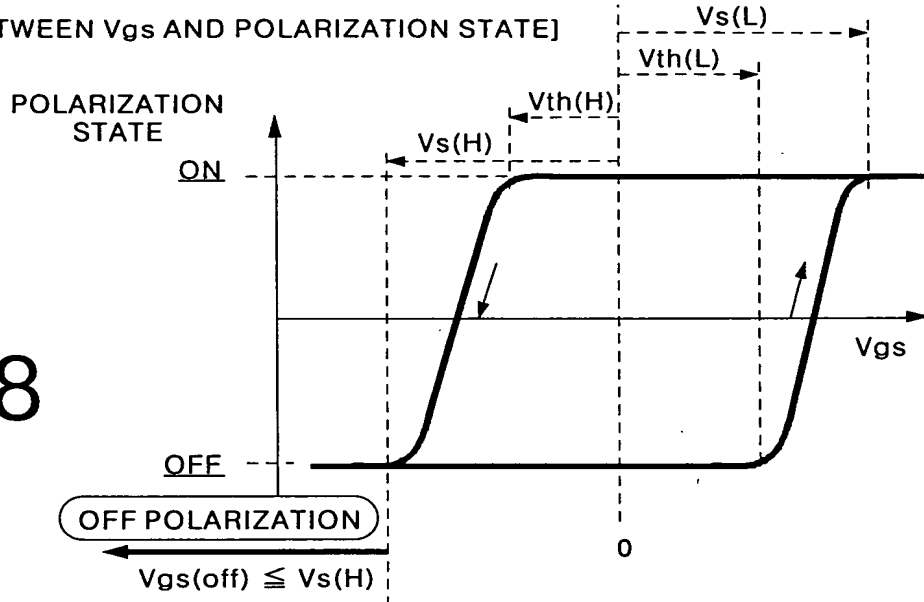 TWEEN Vgs AND POLARIZATION STATE]
Vs(L)
Vth(L)
POLARIZATION
STATE
Vth(H)
Vs(H)
ON
Vgs
8
OFF
OFF POLARIZATION
0
Vgs(off) ≦ Vs(H)